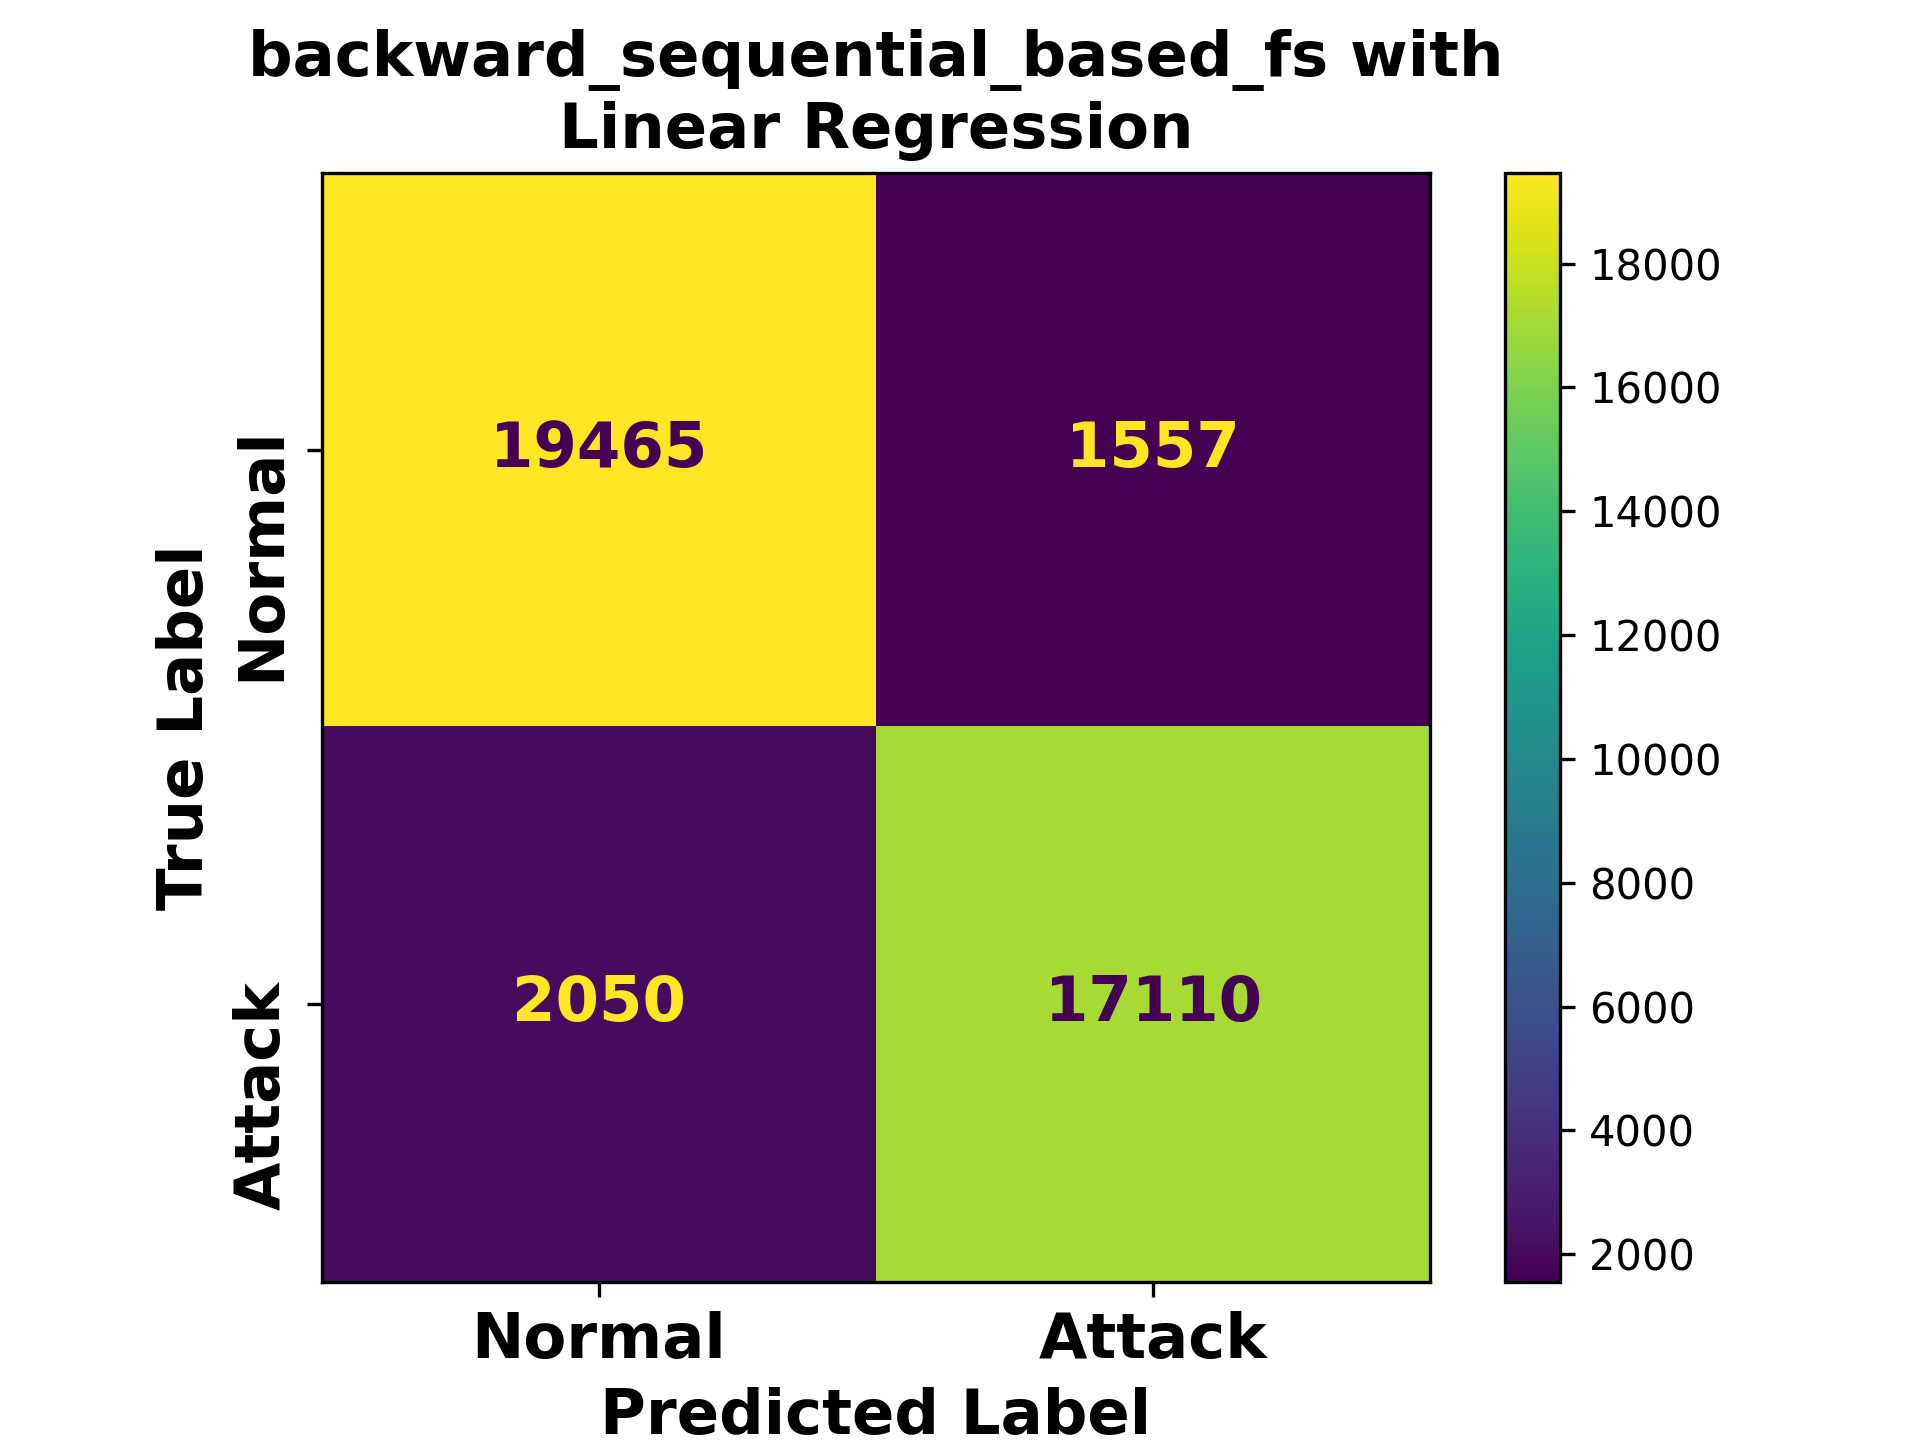 backward_sequential_based_fs with
Linear Regression
True Label
Normal
Attack
19465
1557
2050
17110
Normal
Attack
Predicted Label
18000
16000
14000
12000
10000
8000
6000
4000
2000